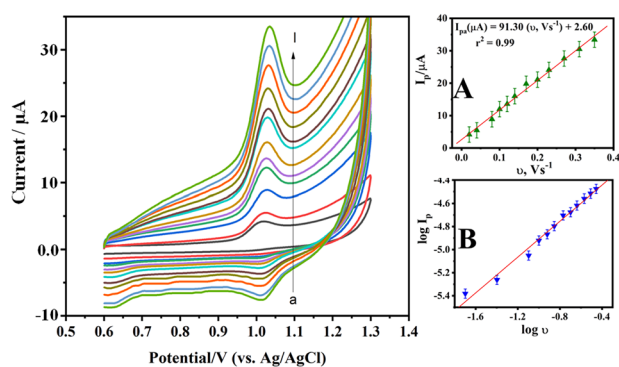 30
20
10
0.0
-10
Current / µA
0.5 0.6 0.7 0.8 0.9 1.0 1.1 1.2 1.3 1.4
Potential/V (vs. Ag/AgCl)
l
a
40
30
20
10
0
Ip/µA
Ipa(µA) = 91.30 (υ, Vs⁻¹) + 2.60
r² = 0.99
A
0.0 0.1 0.2 0.3 0.4
υ, Vs⁻¹
-4.4
-4.6
-4.8
-5.0
-5.2
-5.4
log Ip
B
-1.6 -1.2 -0.8 -0.4
log υ